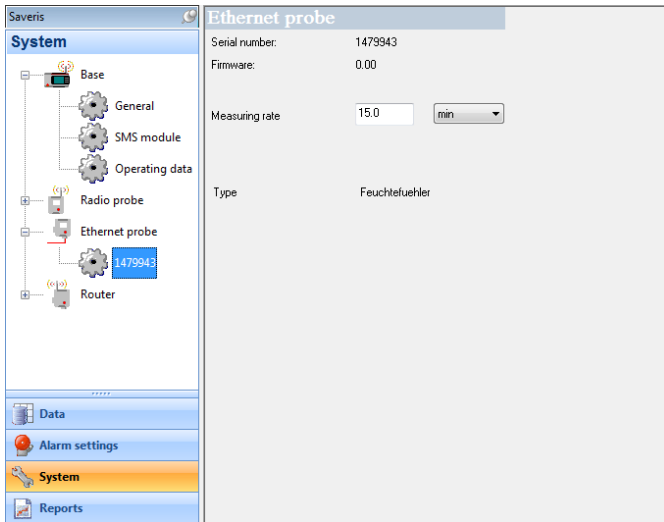 Saveris
System
Base
General
SMS module
Operating data
Radio probe
Ethernet probe
1479943
Router
Data
Alarm settings
System
Reports
Ethernet probe
Serial number: 1479943
Firmware: 0.00
Measuring rate 15.0 min
Type Feuchtefuehler